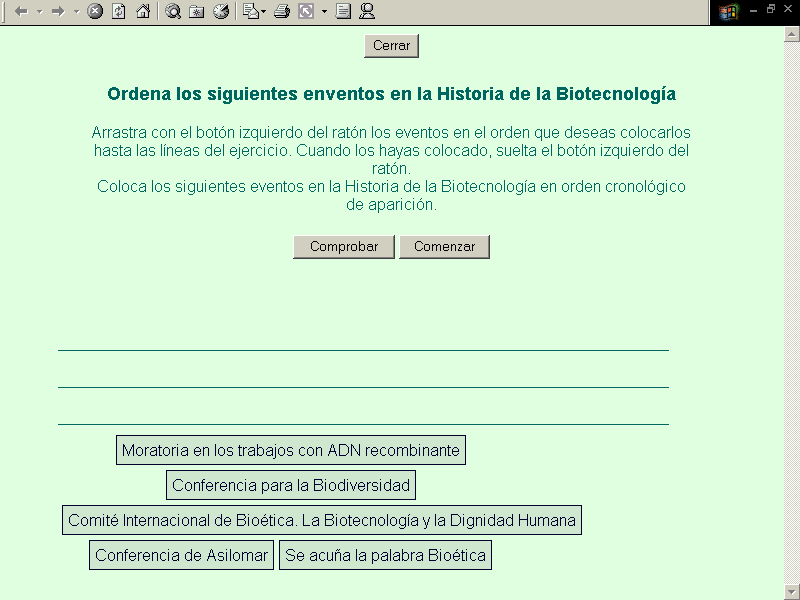 Cerrar
Ordena los siguientes enventos en la Historia de la Biotecnología
Arrastra con el botón izquierdo del ratón los eventos en el orden que deseas colocarlos
hasta las líneas del ejercicio. Cuando los hayas colocado, suelta el botón izquierdo del
ratón.
Coloca los siguientes eventos en la Historia de la Biotecnología en orden cronológico
de aparición.
Comprobar Comenzar
Moratoria en los trabajos con ADN recombinante
Conferencia para la Biodiversidad
Comité Internacional de Bioética. La Biotecnología y la Dignidad Humana
Conferencia de Asilomar Se acuña la palabra Bioética